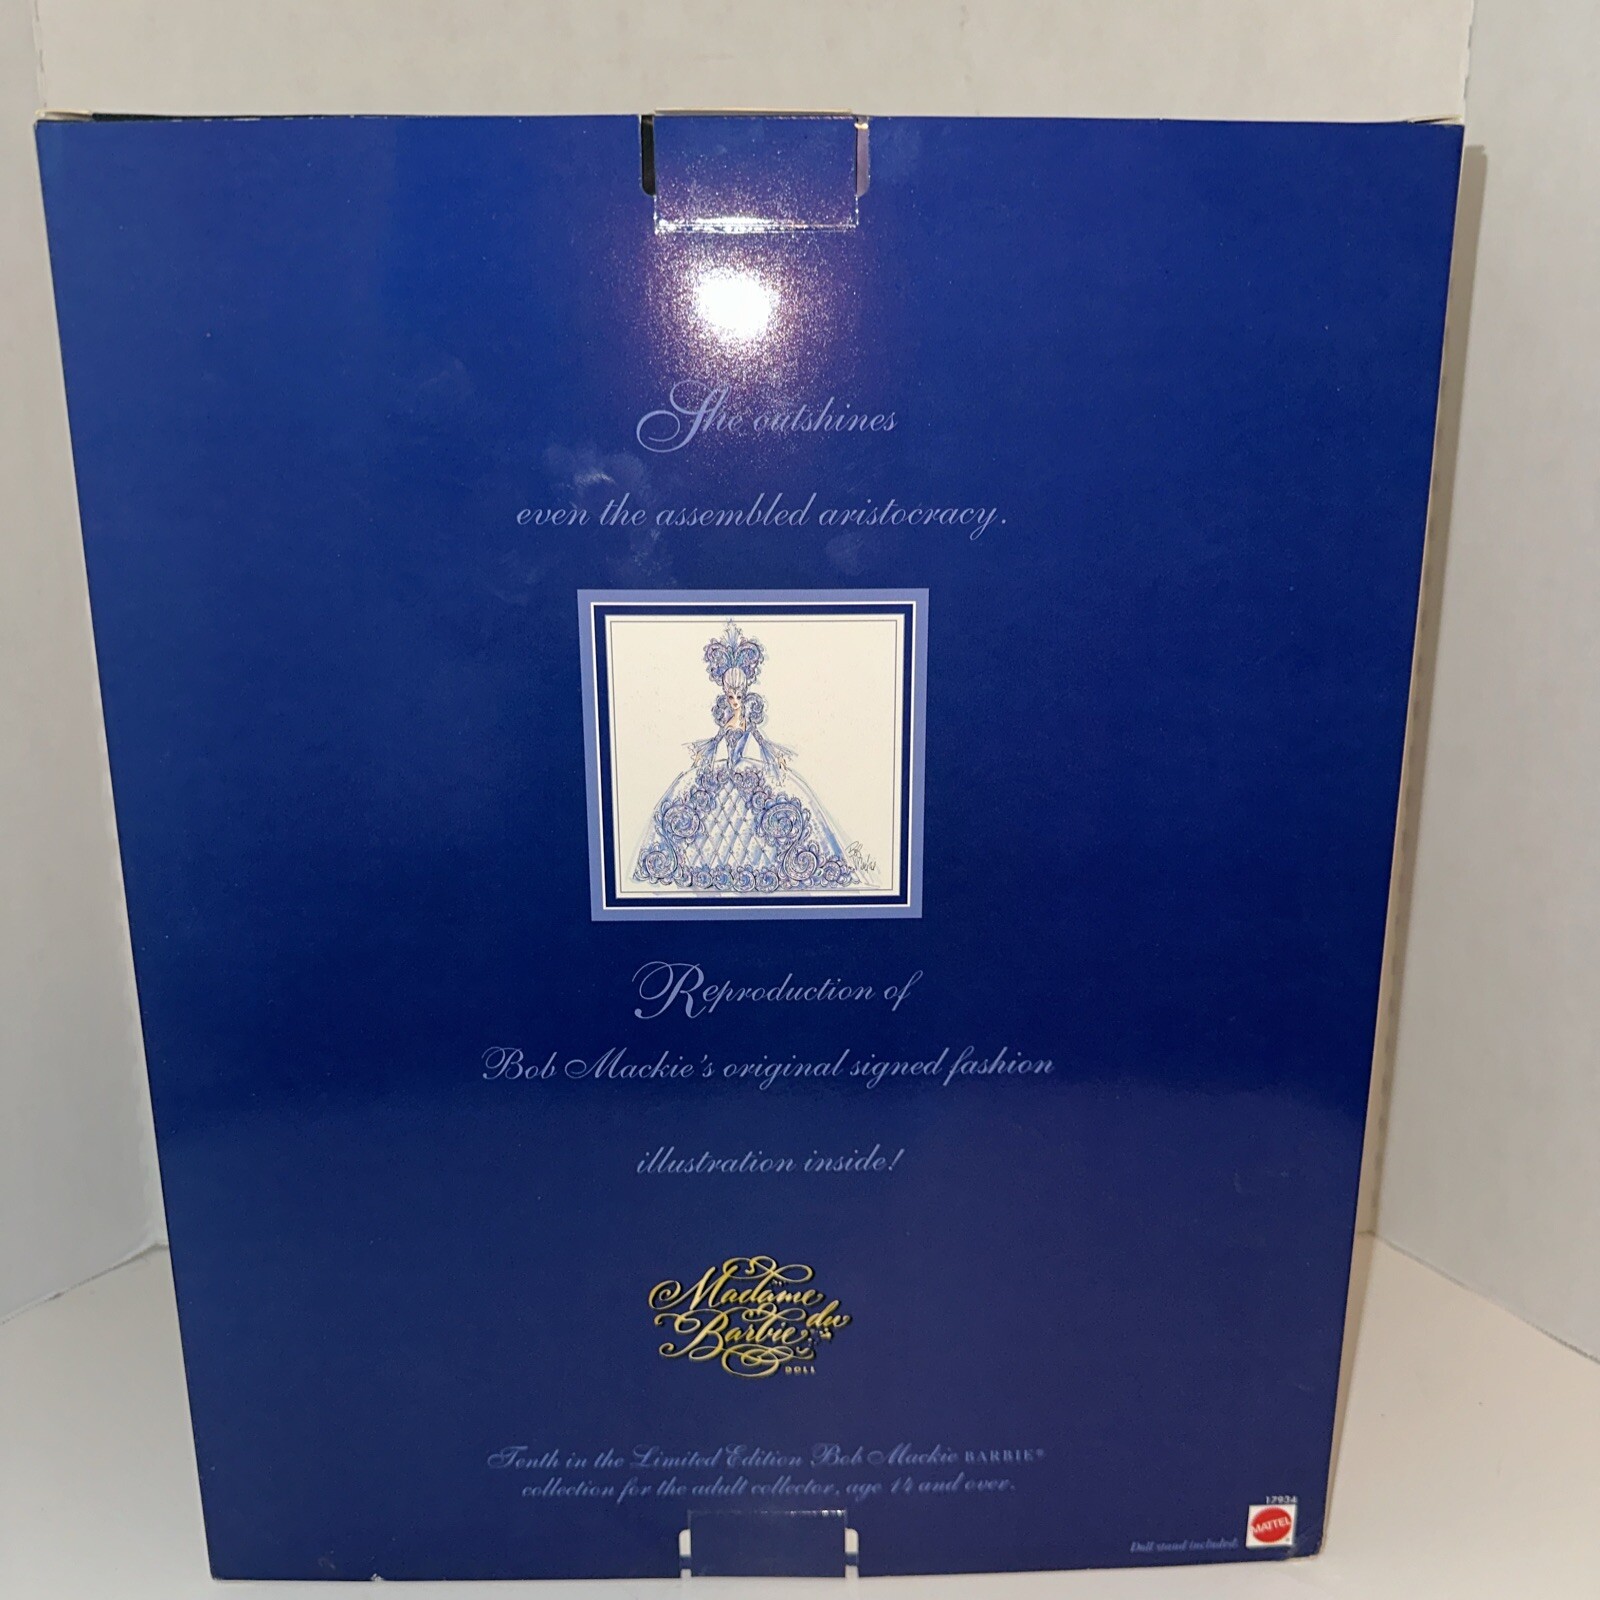 She outshines
even the assembled aristocracy.
Bob Mackie
Reproduction of
Bob Mackie's original signed fashion
illustration inside!
Madame
du
Barbie
Tenth in the Limited Edition Bob Mackie BARBIE®
collection for the adult collector, age 14 and over.
17934
MATTEL
Doll stand included.